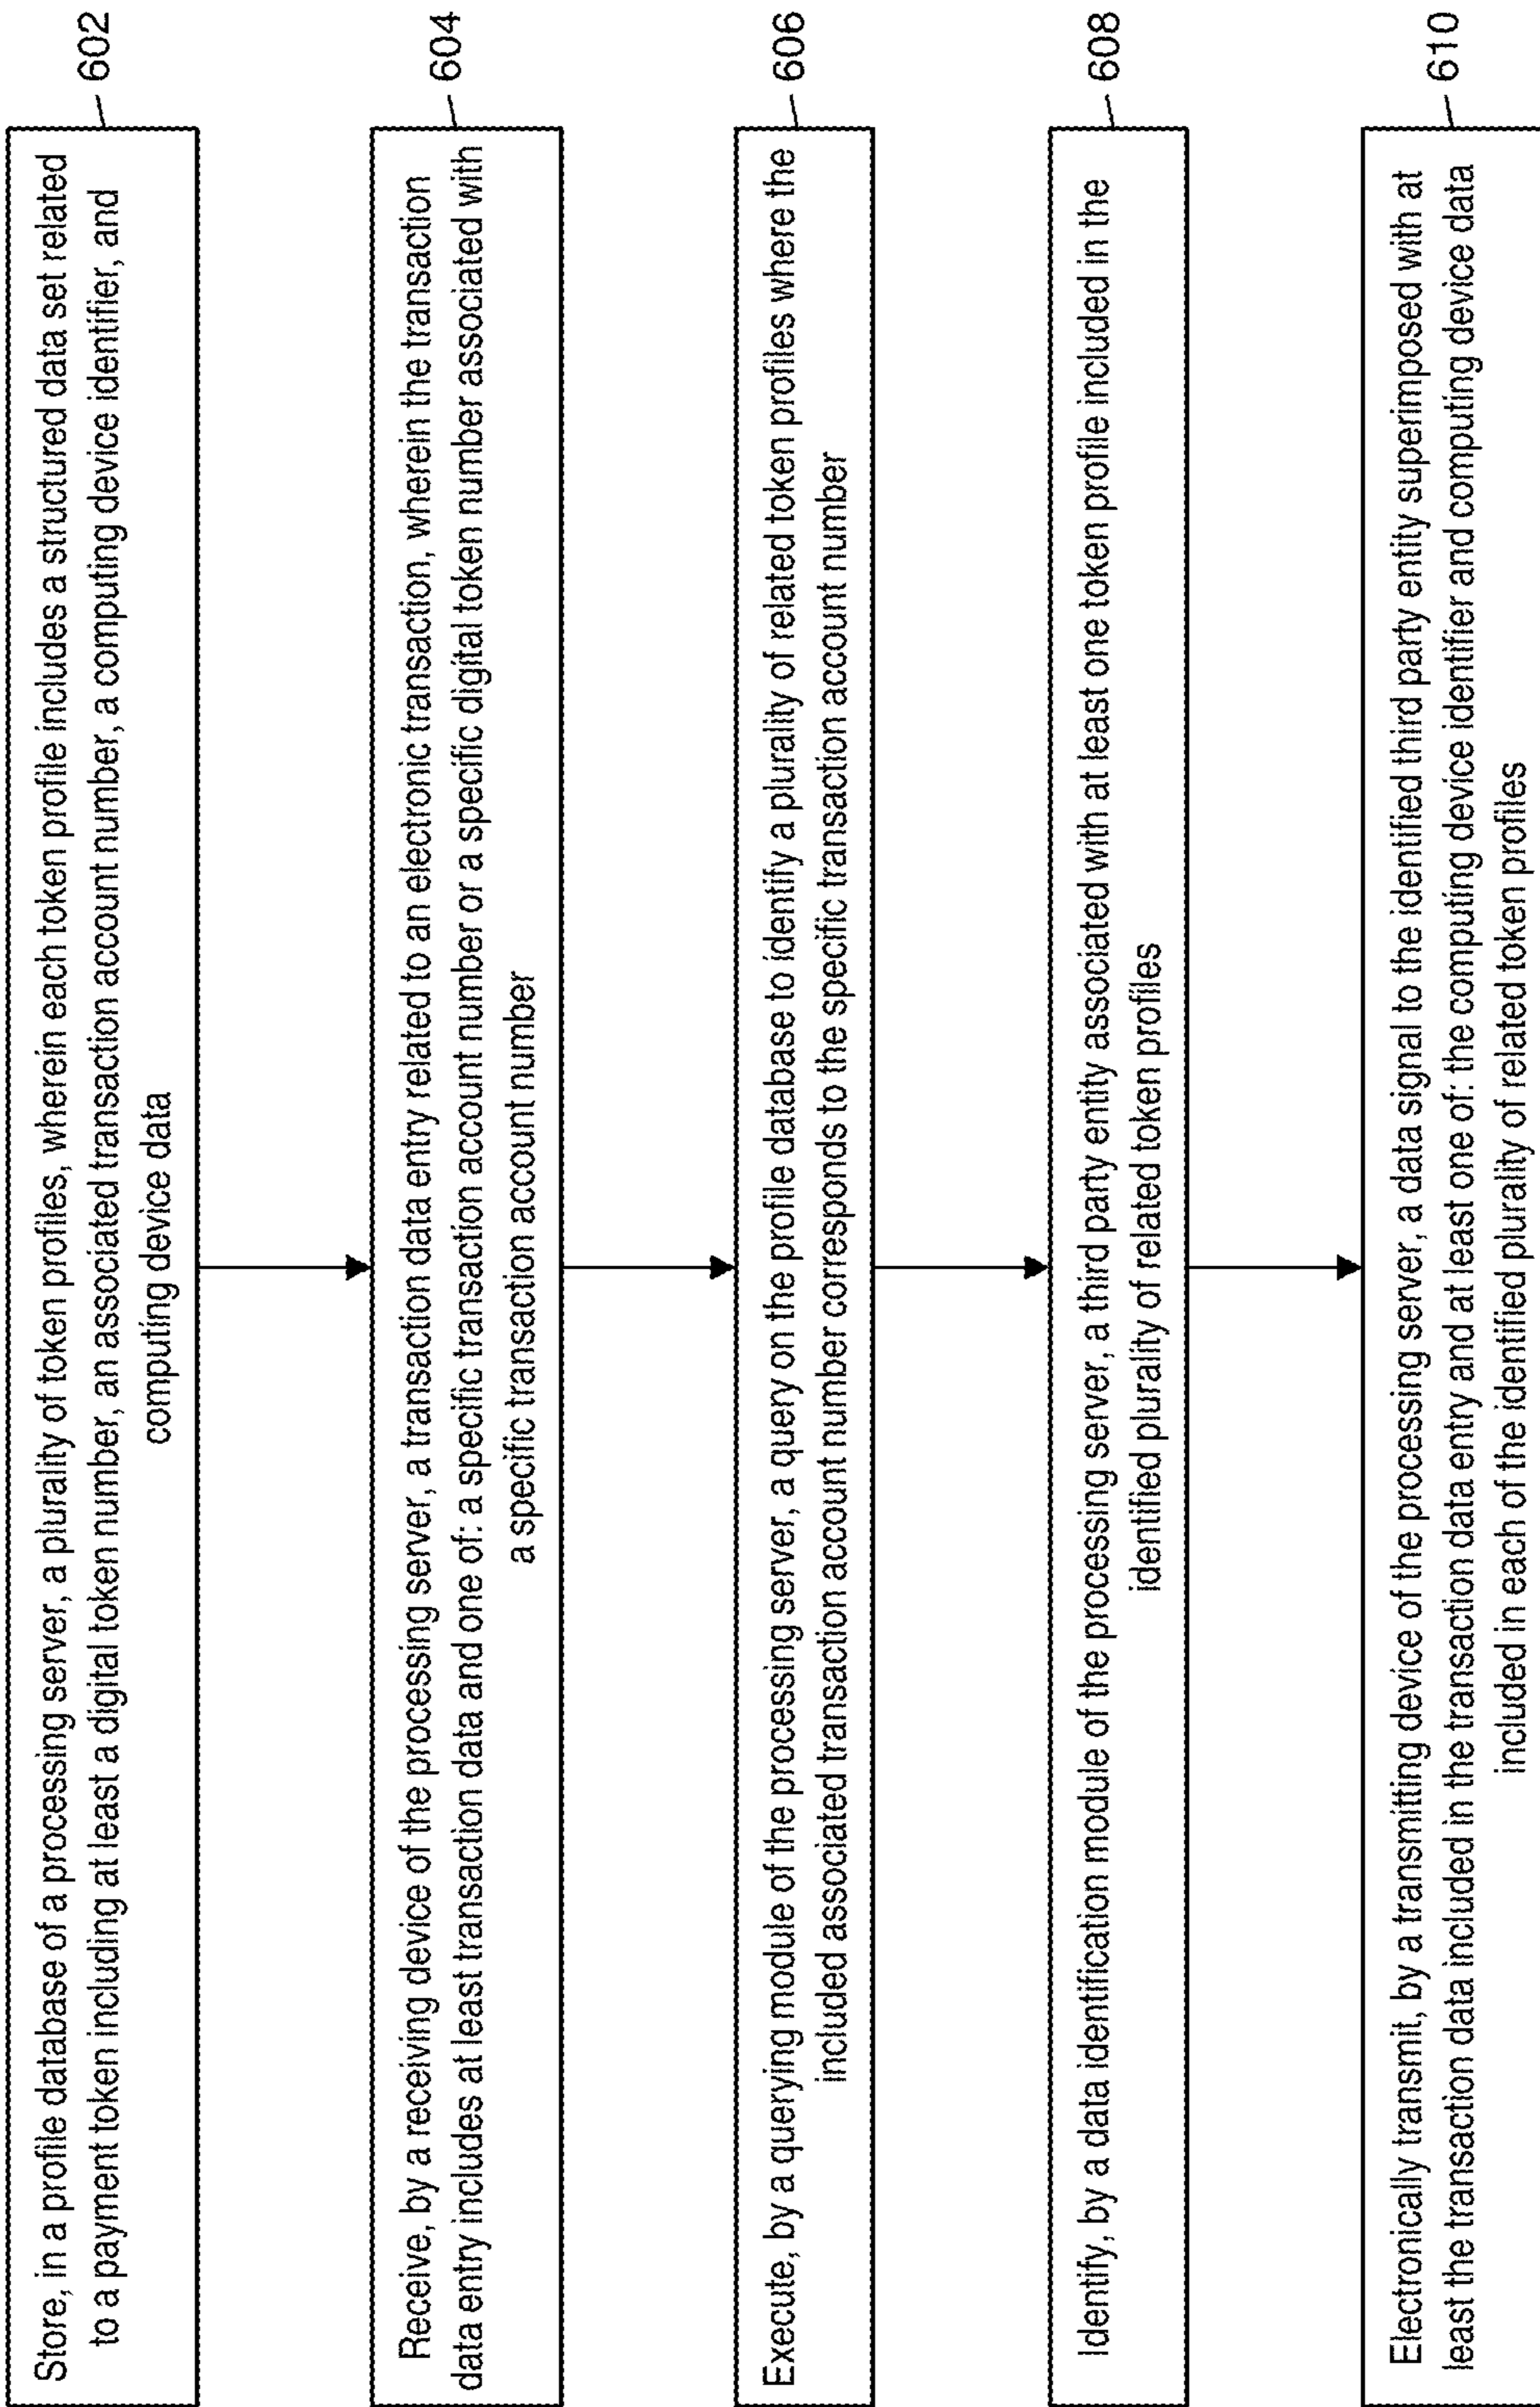 Store, in a profile database of a processing server, a plurality of token profiles, wherein each token profile includes a structured data set related
to a payment token including at least a digital token number, an associated transaction account number, a computing device identifier, and
computing device data
602
Receive, by a receiving device of the processing server, a transaction data entry related to an electronic transaction, wherein the transaction
data entry includes at least transaction data and one of: a specific transaction account number or a specific digital token number associated with
a specific transaction account number
604
Execute, by a querying module of the processing server, a query on the profile database to identify a plurality of related token profiles where the
included associated transaction account number corresponds to the specific transaction account number
606
Identify, by a data identification module of the processing server, a third party entity associated with at least one token profile included in the
identified plurality of related token profiles
608
Electronically transmit, by a transmitting device of the processing server, a data signal to the identified third party entity superimposed with at
least the transaction data included in the transaction data entry and at least one of: the computing device identifier and computing device data
included in each of the identified plurality of related token profiles
610